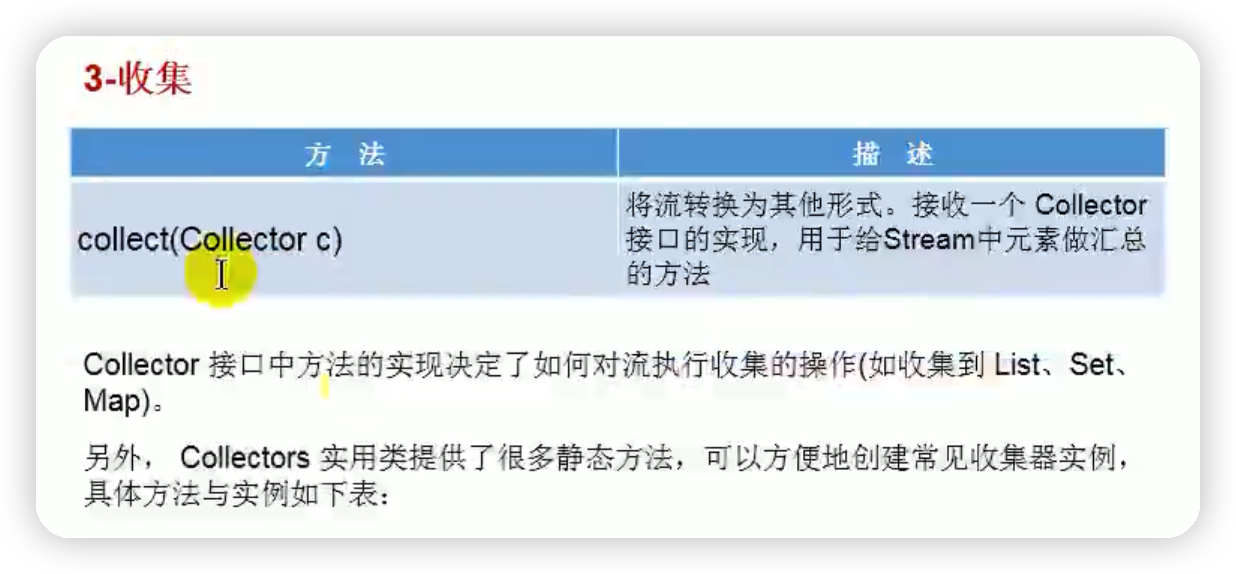 3-收集
方 法
描 述
collect(Collector c)
将流转换为其他形式。接收一个 Collector
接口的实现，用于给Stream中元素做汇总
的方法
Collector 接口中方法的实现决定了如何对流执行收集的操作(如收集到 List、Set、
Map)。
另外， Collectors 实用类提供了很多静态方法，可以方便地创建常见收集器实例，
具体方法与实例如下表：